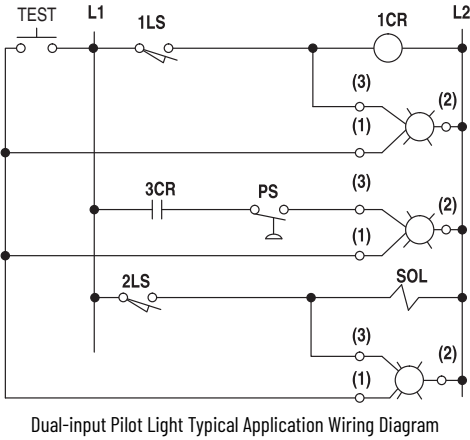 TEST L1 1LS 1CR L2
(3)
(2)
(1)
3CR PS (3)
(2)
(1)
2LS SOL
(3)
(2)
(1)
Dual-input Pilot Light Typical Application Wiring Diagram